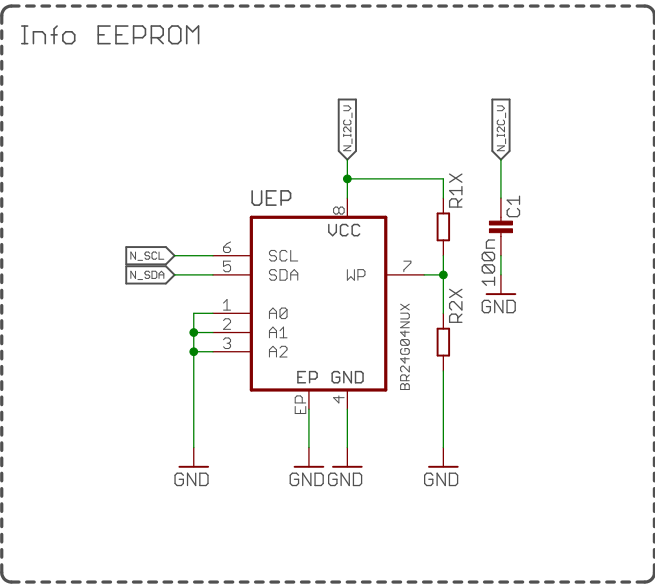 Info EEPROM
N_I2C_V
N_I2C_V
UEP
8
VCC
R1X
C1
100n
GND
N_SCL
6
SCL
N_SDA
5
SDA
WP
7
1
A0
2
A1
3
A2
R2X
BR24G04NUX
EP
GND
EP
4
GND
GND
GND
GND